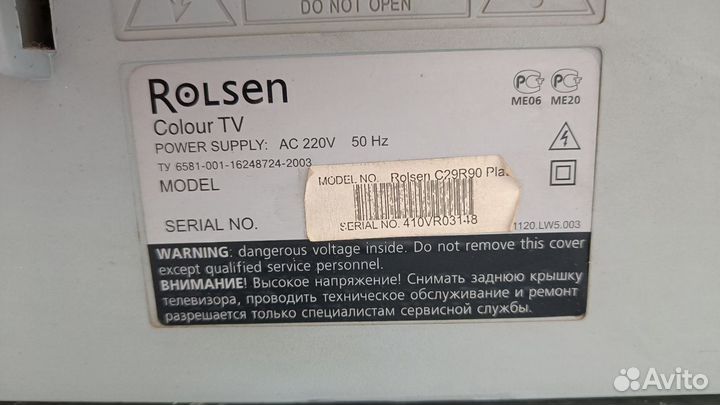 DO NOT OPEN
ROLSEN
Colour TV
POWER SUPPLY: AC 220V 50 Hz
ТУ 6581-001-16248724-2003
MODEL
MODEL NO. Rolsen C29R90 Pla
SERIAL NO.
SERIAL NO. 410VR03148
1120.LW5.003
РСТ РСТ
ME06 ME20
WARNING: dangerous voltage inside. Do not remove this cover
except qualified service personnel.
ВНИМАНИЕ! Высокое напряжение! Снимать заднюю крышку
телевизора, проводить техническое обслуживание и ремонт
разрешается только специалистам сервисной службы.
Avito